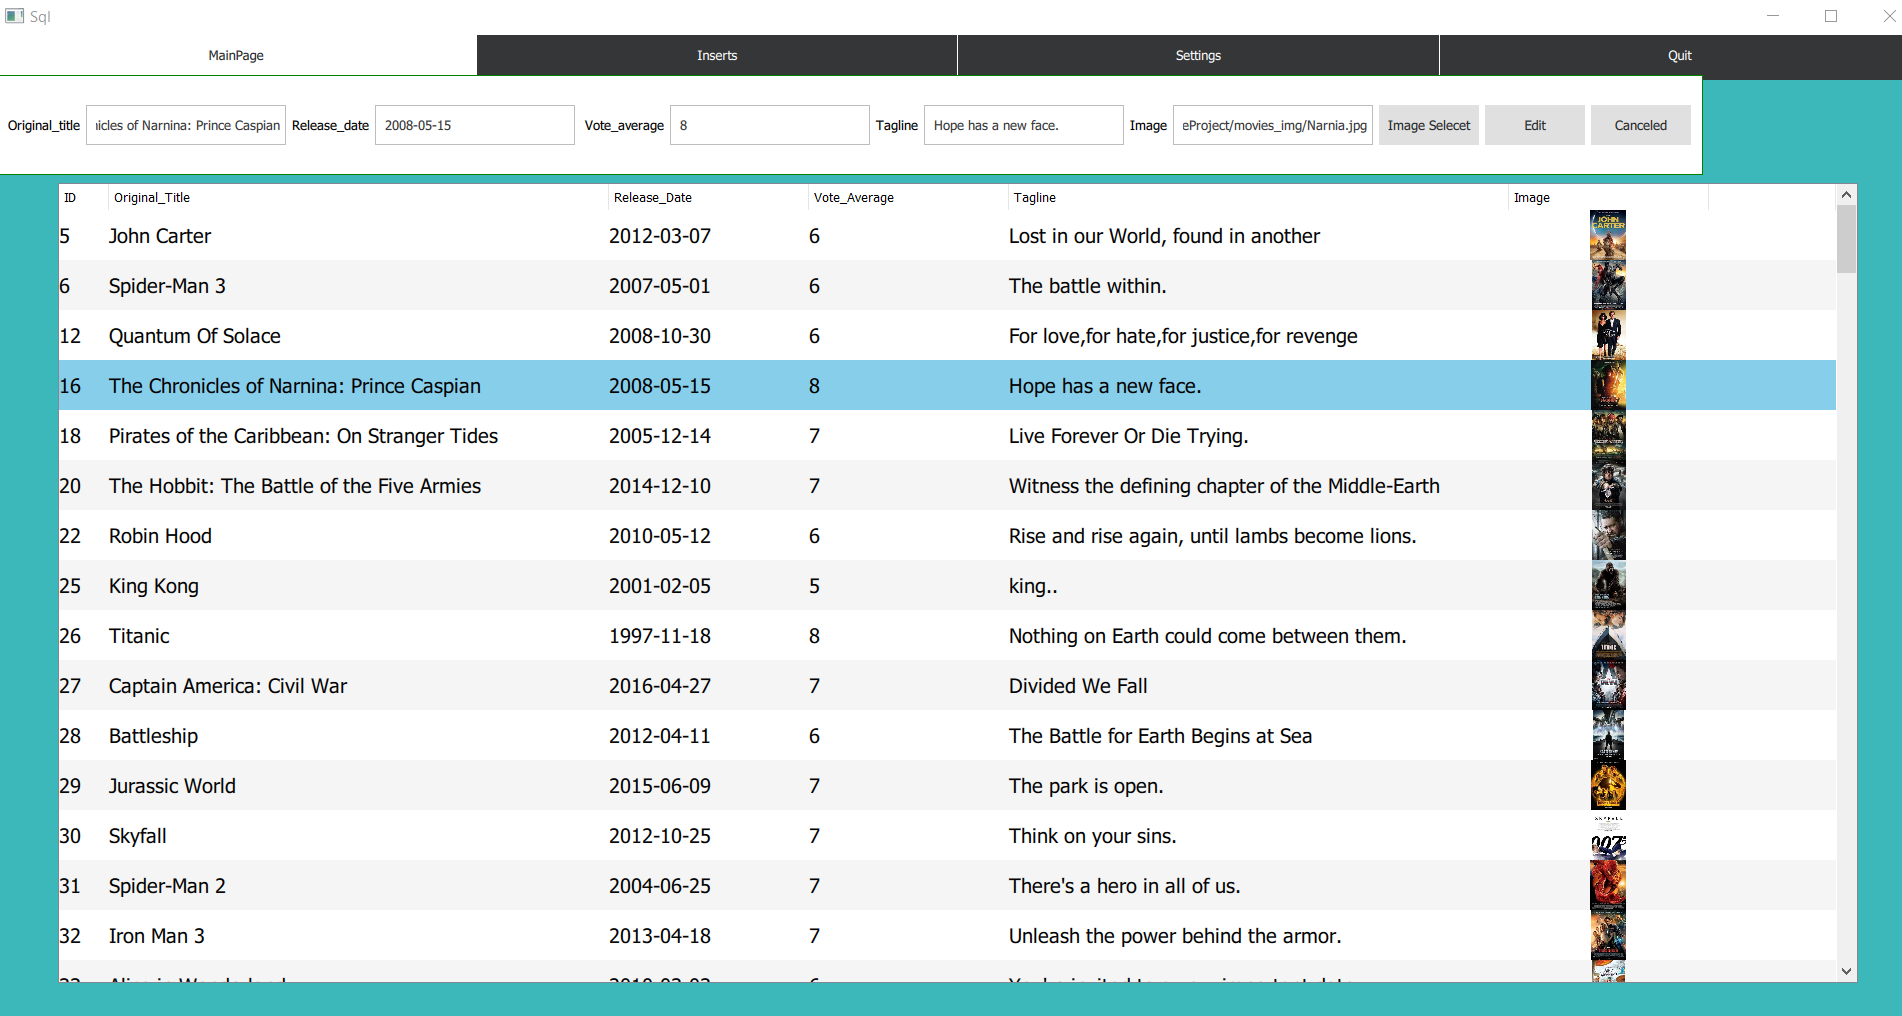 Sql
MainPage Inserts Settings Quit
Original_title icles of Narnina: Prince Caspian Release_date 2008-05-15 Vote_average 8 Tagline Hope has a new face. Image eProject/movies_img/Narnia.jpg Image Selecet Edit Canceled
ID Original_Title Release_Date Vote_Average Tagline Image
5 John Carter 2012-03-07 6 Lost in our World, found in another
6 Spider-Man 3 2007-05-01 6 The battle within.
12 Quantum Of Solace 2008-10-30 6 For love,for hate,for justice,for revenge
16 The Chronicles of Narnina: Prince Caspian 2008-05-15 8 Hope has a new face.
18 Pirates of the Caribbean: On Stranger Tides 2005-12-14 7 Live Forever Or Die Trying.
20 The Hobbit: The Battle of the Five Armies 2014-12-10 7 Witness the defining chapter of the Middle-Earth
22 Robin Hood 2010-05-12 6 Rise and rise again, until lambs become lions.
25 King Kong 2001-02-05 5 king..
26 Titanic 1997-11-18 8 Nothing on Earth could come between them.
27 Captain America: Civil War 2016-04-27 7 Divided We Fall
28 Battleship 2012-04-11 6 The Battle for Earth Begins at Sea
29 Jurassic World 2015-06-09 7 The park is open.
30 Skyfall 2012-10-25 7 Think on your sins.
31 Spider-Man 2 2004-06-25 7 There's a hero in all of us.
32 Iron Man 3 2013-04-18 7 Unleash the power behind the armor.
JOHN CARTER
SKYFALL
007